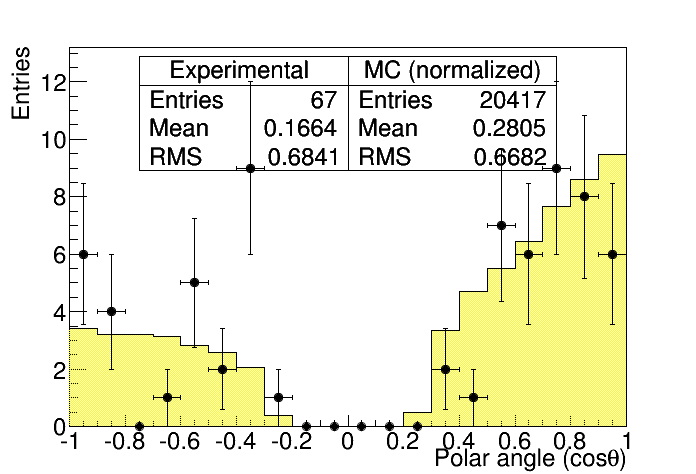 Entries
12
10
8
6
4
2
0
Experimental MC (normalized)
Entries 67 Entries 20417
Mean 0.1664 Mean 0.2805
RMS 0.6841 RMS 0.6682
-1 -0.8 -0.6 -0.4 -0.2 0 0.2 0.4 0.6 0.8 1
Polar angle (cosθ)